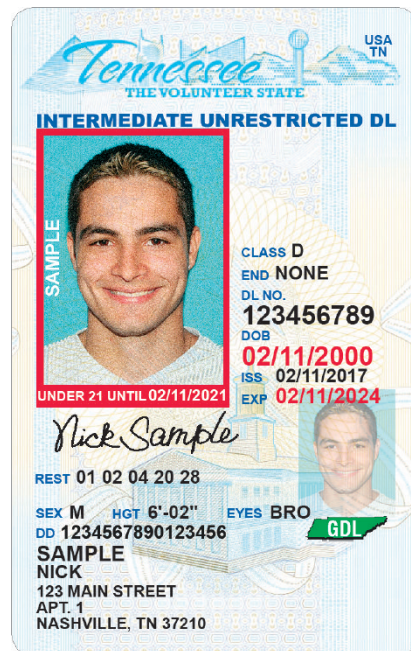 USA
TN
Tennessee
THE VOLUNTEER STATE
INTERMEDIATE UNRESTRICTED DL
SAMPLE
CLASS D
END NONE
DL NO.
123456789
DOB
02/11/2000
ISS 02/11/2017
EXP 02/11/2024
UNDER 21 UNTIL 02/11/2021
Nick Sample
REST 01 02 04 20 28
SEX M HGT 6'-02" EYES BRO
DD 1234567890123456
GDL
SAMPLE
NICK
123 MAIN STREET
APT. 1
NASHVILLE, TN 37210